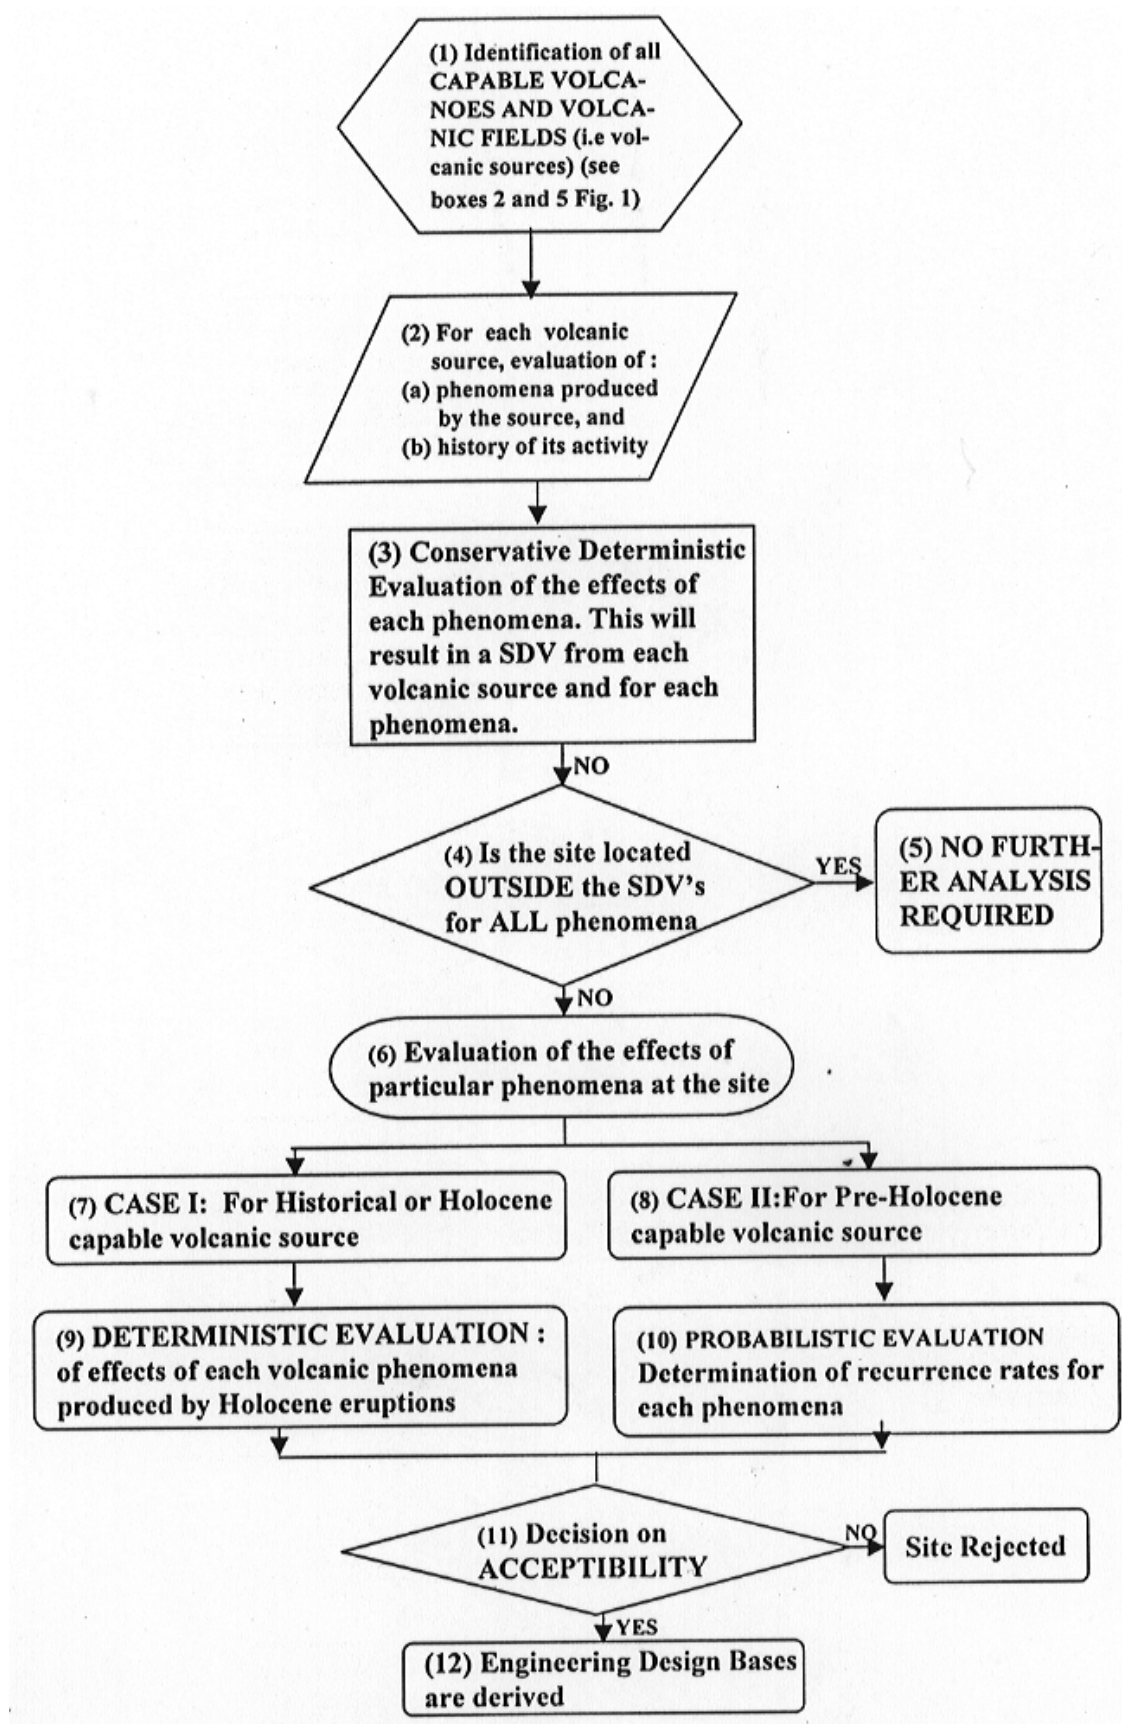 (1) Identification of all
CAPABLE VOLCA-
NOES AND VOLCA-
NIC FIELDS (i.e vol-
canic sources) (see
boxes 2 and 5 Fig. 1)
(2) For each volcanic
source, evaluation of :
(a) phenomena produced
by the source, and
(b) history of its activity
(3) Conservative Deterministic
Evaluation of the effects of
each phenomena. This will
result in a SDV from each
volcanic source and for each
phenomena.
NO
(4) Is the site located
OUTSIDE the SDV's
for ALL phenomena
YES
(5) NO FURTH-
ER ANALYSIS
REQUIRED
NO
(6) Evaluation of the effects of
particular phenomena at the site
(7) CASE I: For Historical or Holocene
capable volcanic source
(8) CASE II:For Pre-Holocene
capable volcanic source
(9) DETERMINISTIC EVALUATION :
of effects of each volcanic phenomena
produced by Holocene eruptions
(10) PROBABILISTIC EVALUATION
Determination of recurrence rates for
each phenomena
(11) Decision on
ACCEPTIBILITY
NO
Site Rejected
YES
(12) Engineering Design Bases
are derived